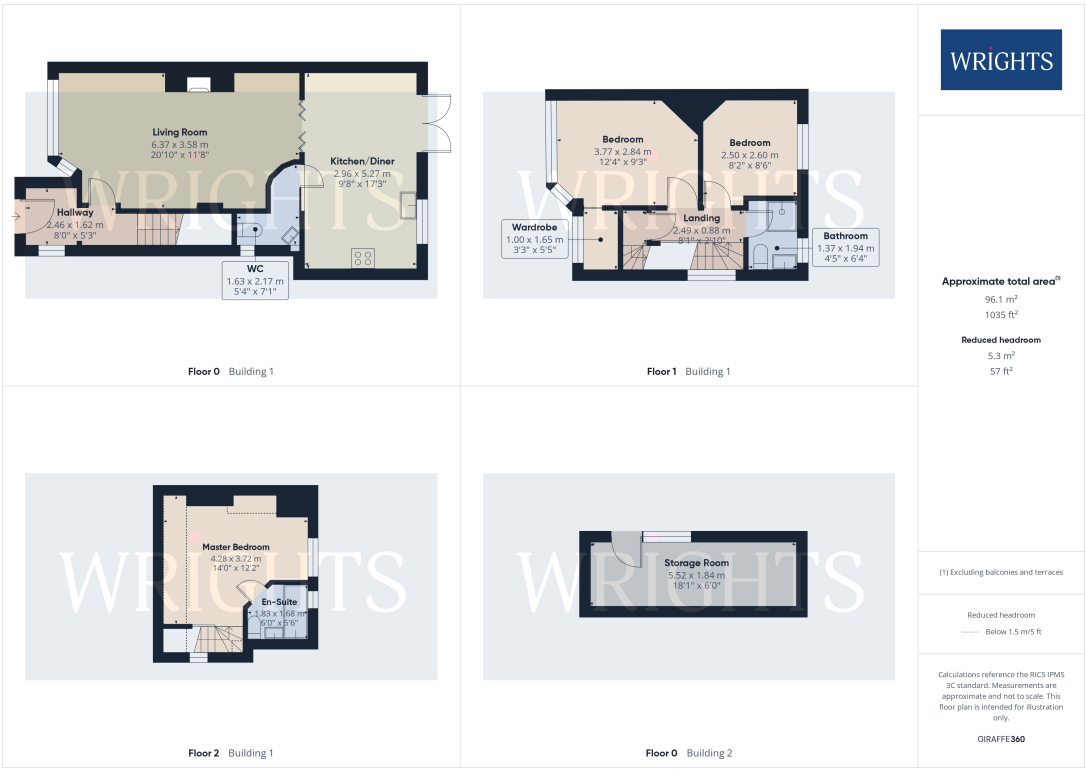 Living Room
6.37 x 3.58 m
20'10" x 11'8"
Kitchen/Diner
2.96 x 5.27 m
9'8" x 17'3"
Hallway
2.46 x 1.62 m
8'0" x 5'3"
WC
1.63 x 2.17 m
5'4" x 7'1"
WRIGHTS
Floor 0 Building 1
Bedroom
3.77 x 2.84 m
12'4" x 9'3"
Bedroom
2.50 x 2.60 m
8'2" x 8'6"
Landing
2.49 x 0.88 m
8'1" x 2'10"
Wardrobe
1.00 x 1.65 m
3'3" x 5'5"
Bathroom
1.37 x 1.94 m
4'5" x 6'4"
WRIGHTS
Floor 1 Building 1
Master Bedroom
4.28 x 3.72 m
14'0" x 12'2"
En-Suite
1.83 x 1.68 m
6'0" x 5'6"
WRIGHTS
Floor 2 Building 1
Storage Room
5.52 x 1.84 m
18'1" x 6'0"
WRIGHTS
Floor 0 Building 2
WRIGHTS
Approximate total area(1)
96.1 m²
1035 ft²
Reduced headroom
5.3 m²
57 ft²
(1) Excluding balconies and terraces
Reduced headroom
Below 1.5 m/5 ft
Calculations reference the RICS IPMS
3C standard. Measurements are
approximate and not to scale. This
floor plan is intended for illustration
only.
GIRAFFE360